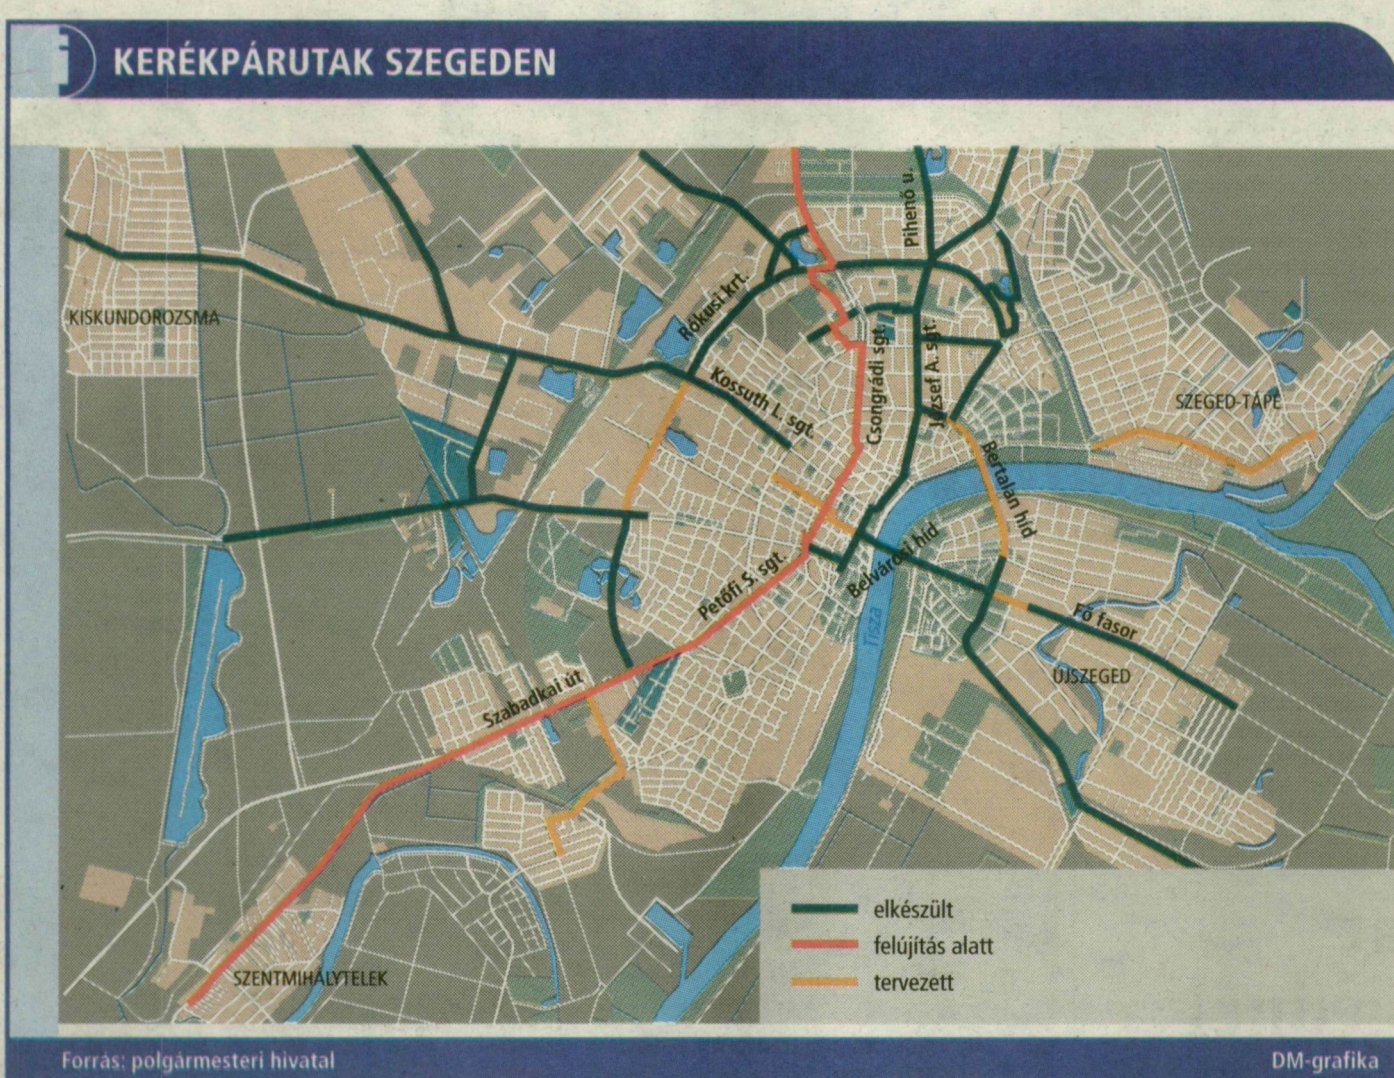 i KERÉKPÁRUTAK SZEGEDEN
Pihenő u.
Rókusi krt.
KISKUNDOROZSMA
Kossuth L. sgt.
Csongrádi sgt.
József A. sgt.
SZEGED-TÁPÉ
Bertalan híd
Belvárosi híd
Petőfi S. sgt.
Tisza
Fő fasor
ÚJSZEGED
Szabadkai út
SZENTMIHÁLYTELEK
elkészült
felújítás alatt
tervezett
Forrás: polgármesteri hivatal
DM-grafika